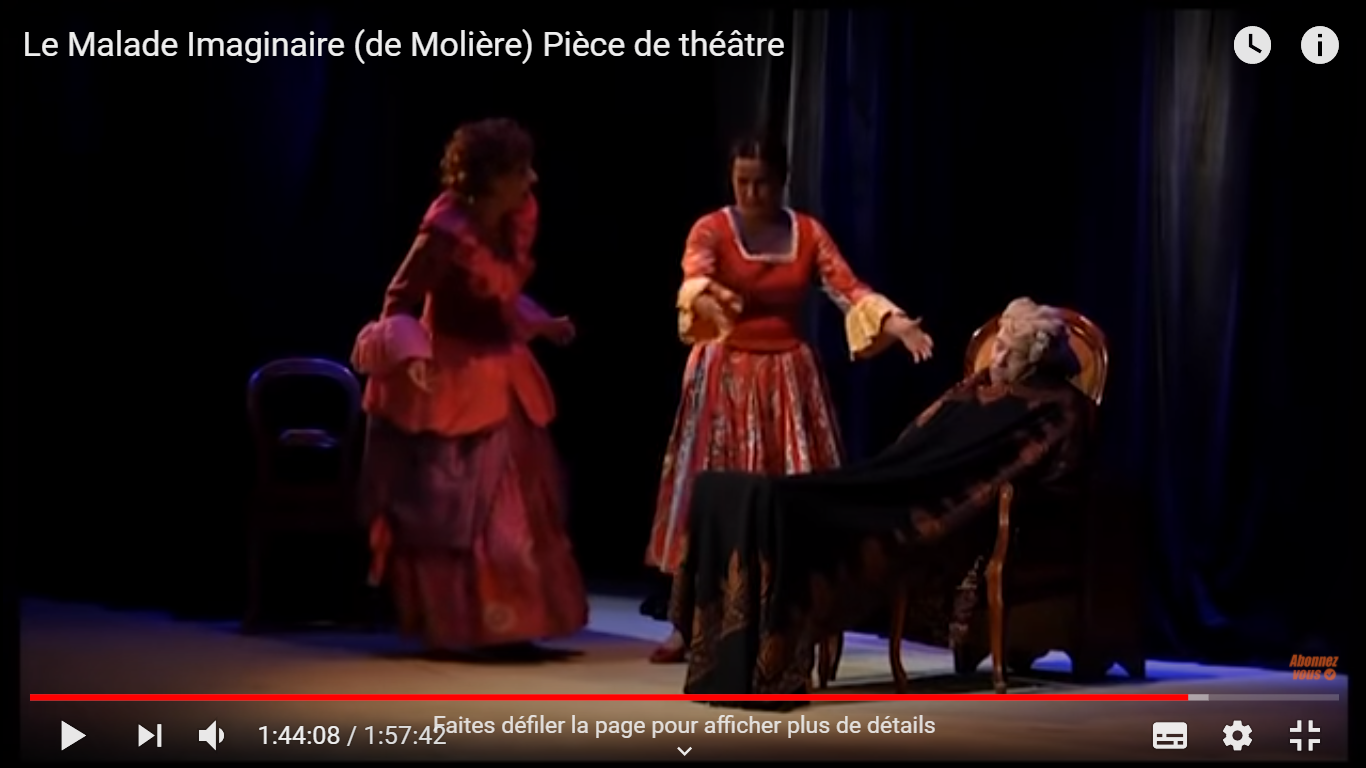 Le Malade Imaginaire (de Molière) Pièce de théâtre
Abonnez
vous
1:44:08 / 1:57:42
Faites défiler la page pour afficher plus de détails